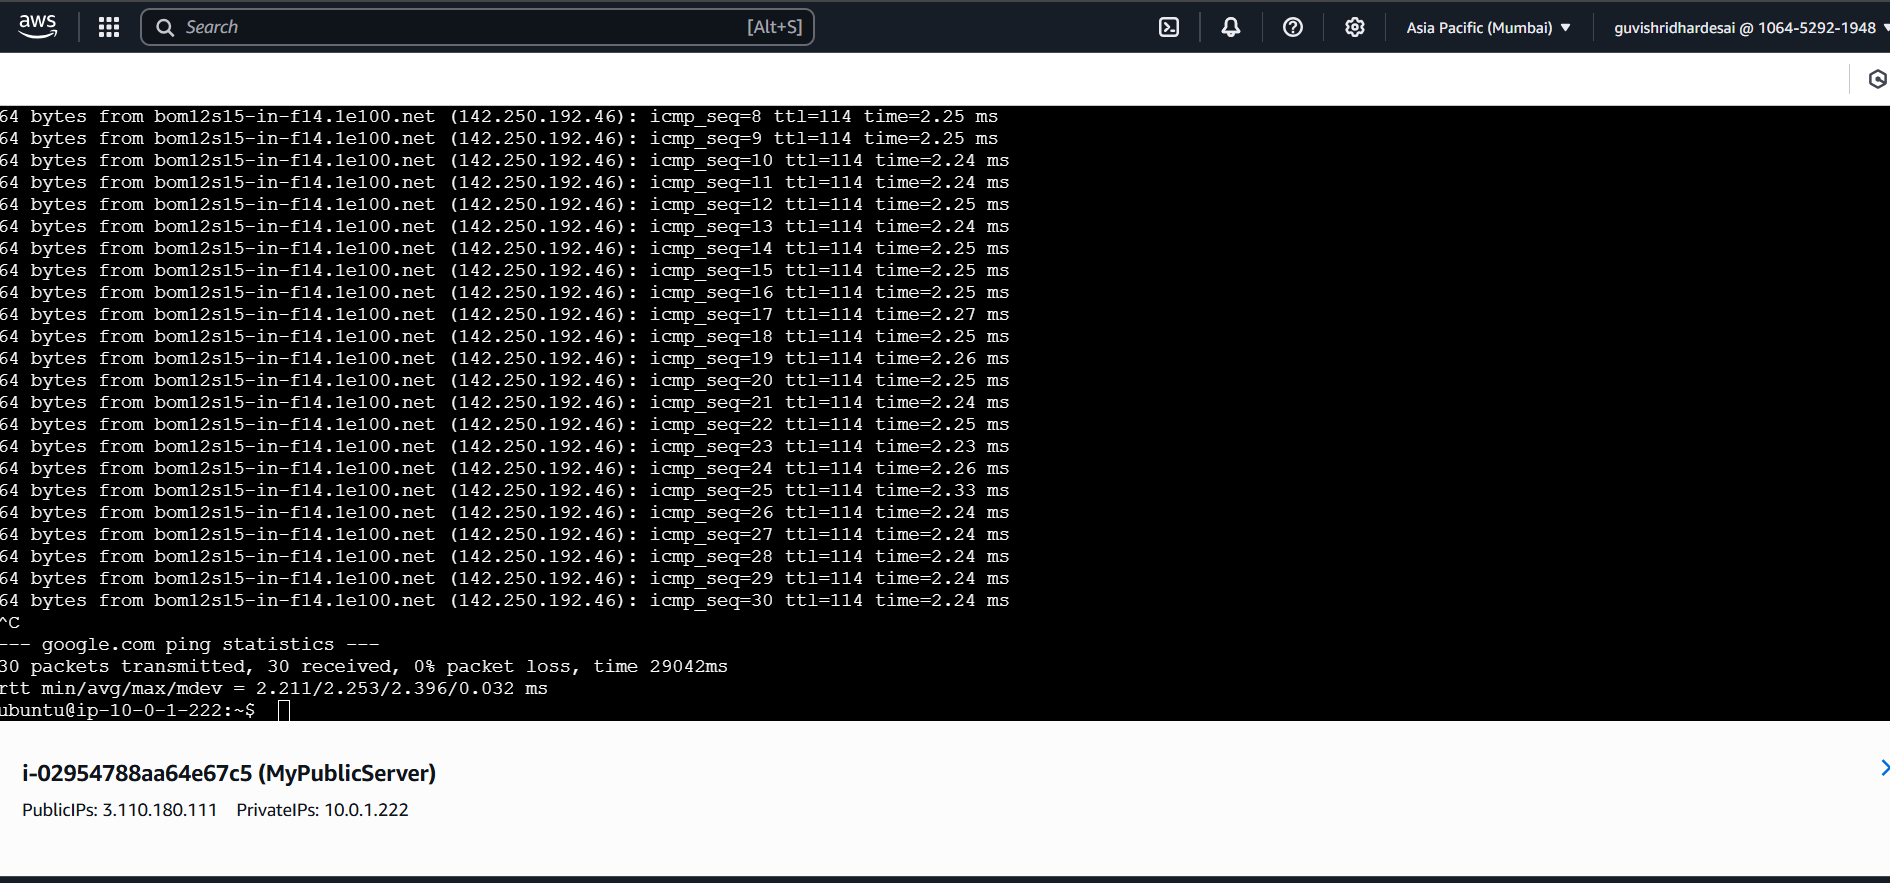 aws
Search [Alt+S] Asia Pacific (Mumbai) guvishridhardesai @ 1064-5292-1948
64 bytes from bom12s15-in-f14.1e100.net (142.250.192.46): icmp_seq=8 ttl=114 time=2.25 ms
64 bytes from bom12s15-in-f14.1e100.net (142.250.192.46): icmp_seq=9 ttl=114 time=2.25 ms
64 bytes from bom12s15-in-f14.1e100.net (142.250.192.46): icmp_seq=10 ttl=114 time=2.24 ms
64 bytes from bom12s15-in-f14.1e100.net (142.250.192.46): icmp_seq=11 ttl=114 time=2.24 ms
64 bytes from bom12s15-in-f14.1e100.net (142.250.192.46): icmp_seq=12 ttl=114 time=2.25 ms
64 bytes from bom12s15-in-f14.1e100.net (142.250.192.46): icmp_seq=13 ttl=114 time=2.24 ms
64 bytes from bom12s15-in-f14.1e100.net (142.250.192.46): icmp_seq=14 ttl=114 time=2.25 ms
64 bytes from bom12s15-in-f14.1e100.net (142.250.192.46): icmp_seq=15 ttl=114 time=2.25 ms
64 bytes from bom12s15-in-f14.1e100.net (142.250.192.46): icmp_seq=16 ttl=114 time=2.25 ms
64 bytes from bom12s15-in-f14.1e100.net (142.250.192.46): icmp_seq=17 ttl=114 time=2.27 ms
64 bytes from bom12s15-in-f14.1e100.net (142.250.192.46): icmp_seq=18 ttl=114 time=2.25 ms
64 bytes from bom12s15-in-f14.1e100.net (142.250.192.46): icmp_seq=19 ttl=114 time=2.26 ms
64 bytes from bom12s15-in-f14.1e100.net (142.250.192.46): icmp_seq=20 ttl=114 time=2.25 ms
64 bytes from bom12s15-in-f14.1e100.net (142.250.192.46): icmp_seq=21 ttl=114 time=2.24 ms
64 bytes from bom12s15-in-f14.1e100.net (142.250.192.46): icmp_seq=22 ttl=114 time=2.25 ms
64 bytes from bom12s15-in-f14.1e100.net (142.250.192.46): icmp_seq=23 ttl=114 time=2.23 ms
64 bytes from bom12s15-in-f14.1e100.net (142.250.192.46): icmp_seq=24 ttl=114 time=2.26 ms
64 bytes from bom12s15-in-f14.1e100.net (142.250.192.46): icmp_seq=25 ttl=114 time=2.33 ms
64 bytes from bom12s15-in-f14.1e100.net (142.250.192.46): icmp_seq=26 ttl=114 time=2.24 ms
64 bytes from bom12s15-in-f14.1e100.net (142.250.192.46): icmp_seq=27 ttl=114 time=2.24 ms
64 bytes from bom12s15-in-f14.1e100.net (142.250.192.46): icmp_seq=28 ttl=114 time=2.24 ms
64 bytes from bom12s15-in-f14.1e100.net (142.250.192.46): icmp_seq=29 ttl=114 time=2.24 ms
64 bytes from bom12s15-in-f14.1e100.net (142.250.192.46): icmp_seq=30 ttl=114 time=2.24 ms
^C
--- google.com ping statistics ---
30 packets transmitted, 30 received, 0% packet loss, time 29042ms
rtt min/avg/max/mdev = 2.211/2.253/2.396/0.032 ms
ubuntu@ip-10-0-1-222:~$
i-02954788aa64e67c5 (MyPublicServer)
PublicIPs: 3.110.180.111 PrivateIPs: 10.0.1.222